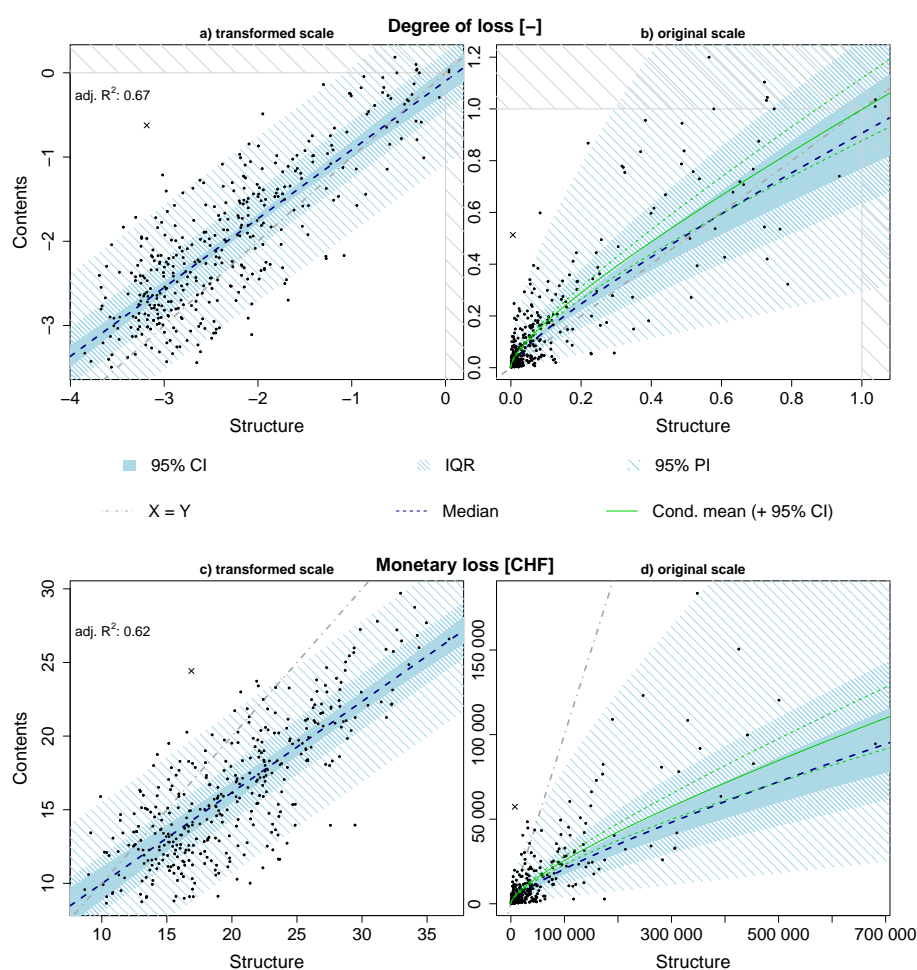 Degree of loss [−]
a) transformed scale
b) original scale
adj. R²: 0.67
Contents
0
−1
−2
−3
−4 −3 −2 −1 0
Structure
0.0 0.2 0.4 0.6 0.8 1.0 1.2
0.0 0.2 0.4 0.6 0.8 1.0
Structure
95% CI IQR 95% PI
X = Y Median Cond. mean (+ 95% CI)
Monetary loss [CHF]
c) transformed scale
d) original scale
adj. R²: 0.62
Contents
30
25
20
15
10
10 15 20 25 30 35
Structure
0 50 000 100 000 150 000
0 100 000 300 000 500 000 700 000
Structure